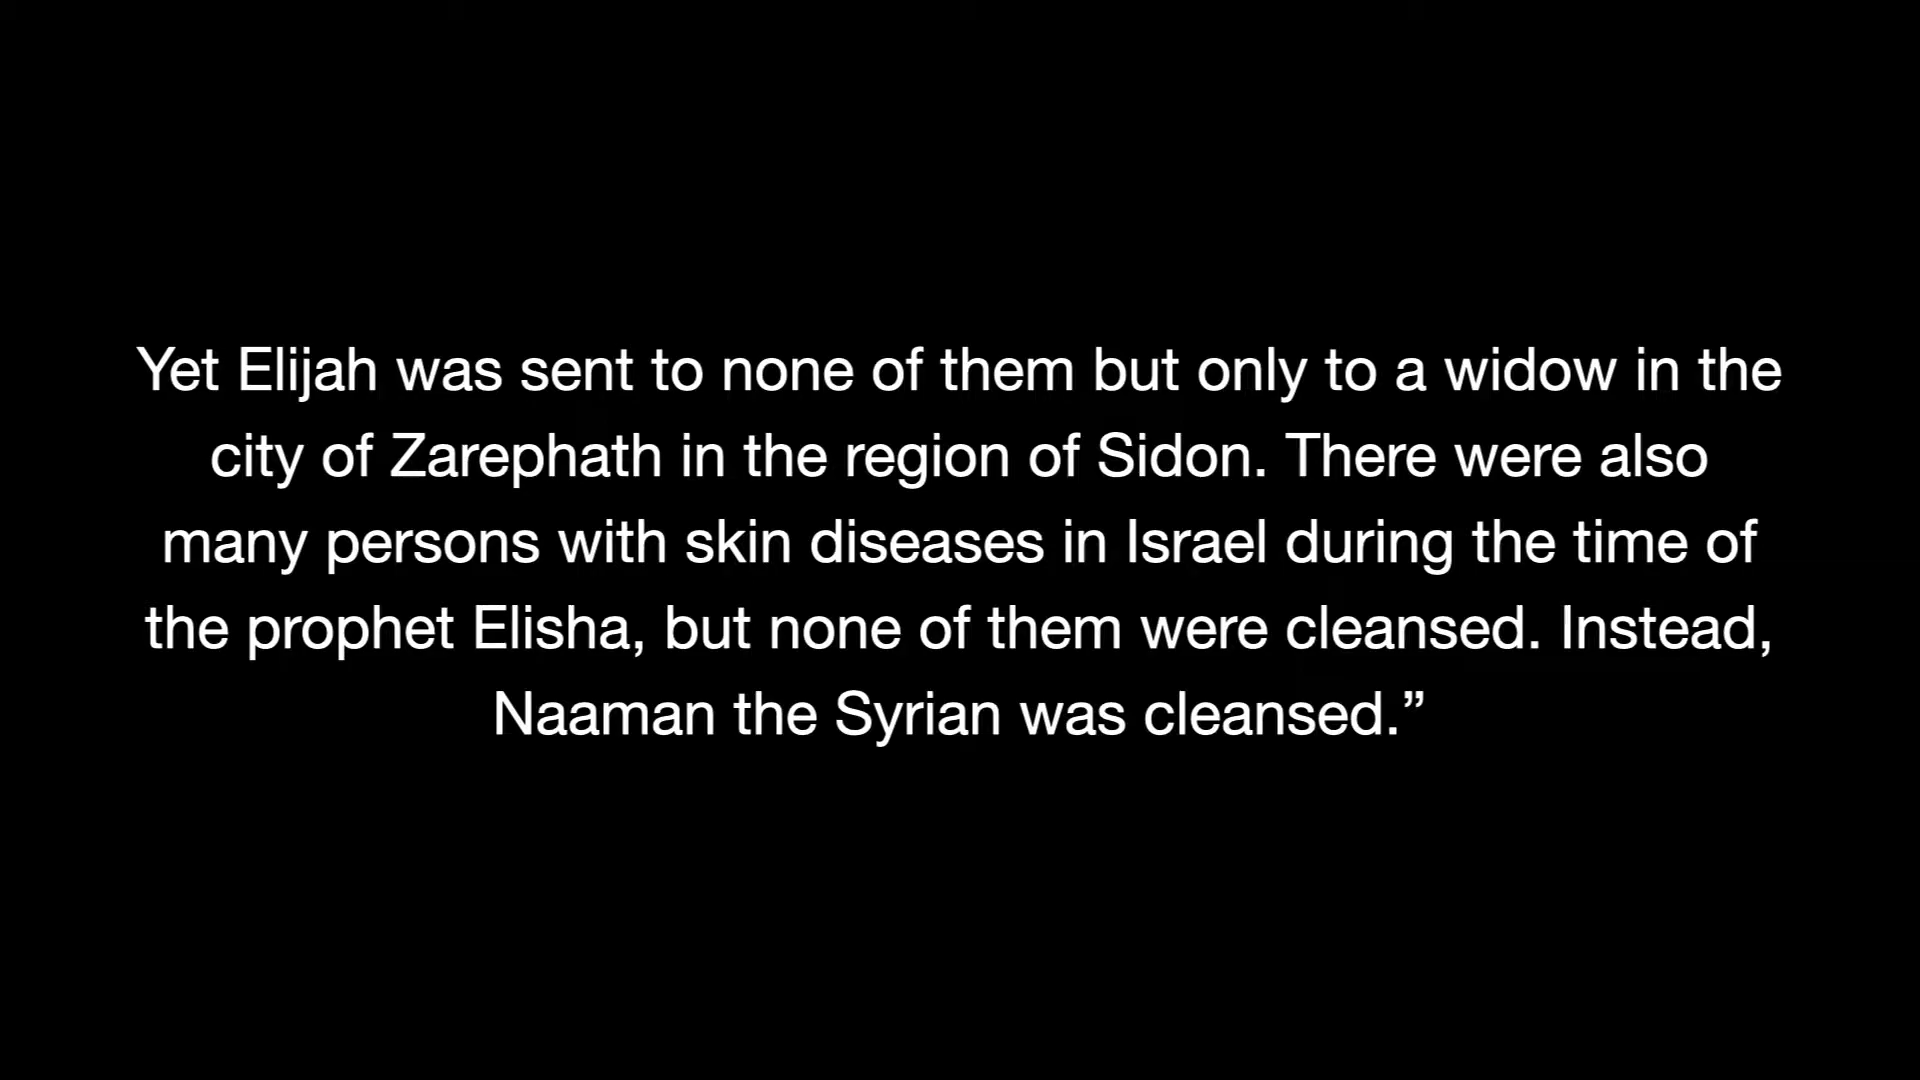 Yet Elijah was sent to none of them but only to a widow in the
city of Zarephath in the region of Sidon. There were also
many persons with skin diseases in Israel during the time of
the prophet Elisha, but none of them were cleansed. Instead,
Naaman the Syrian was cleansed.”